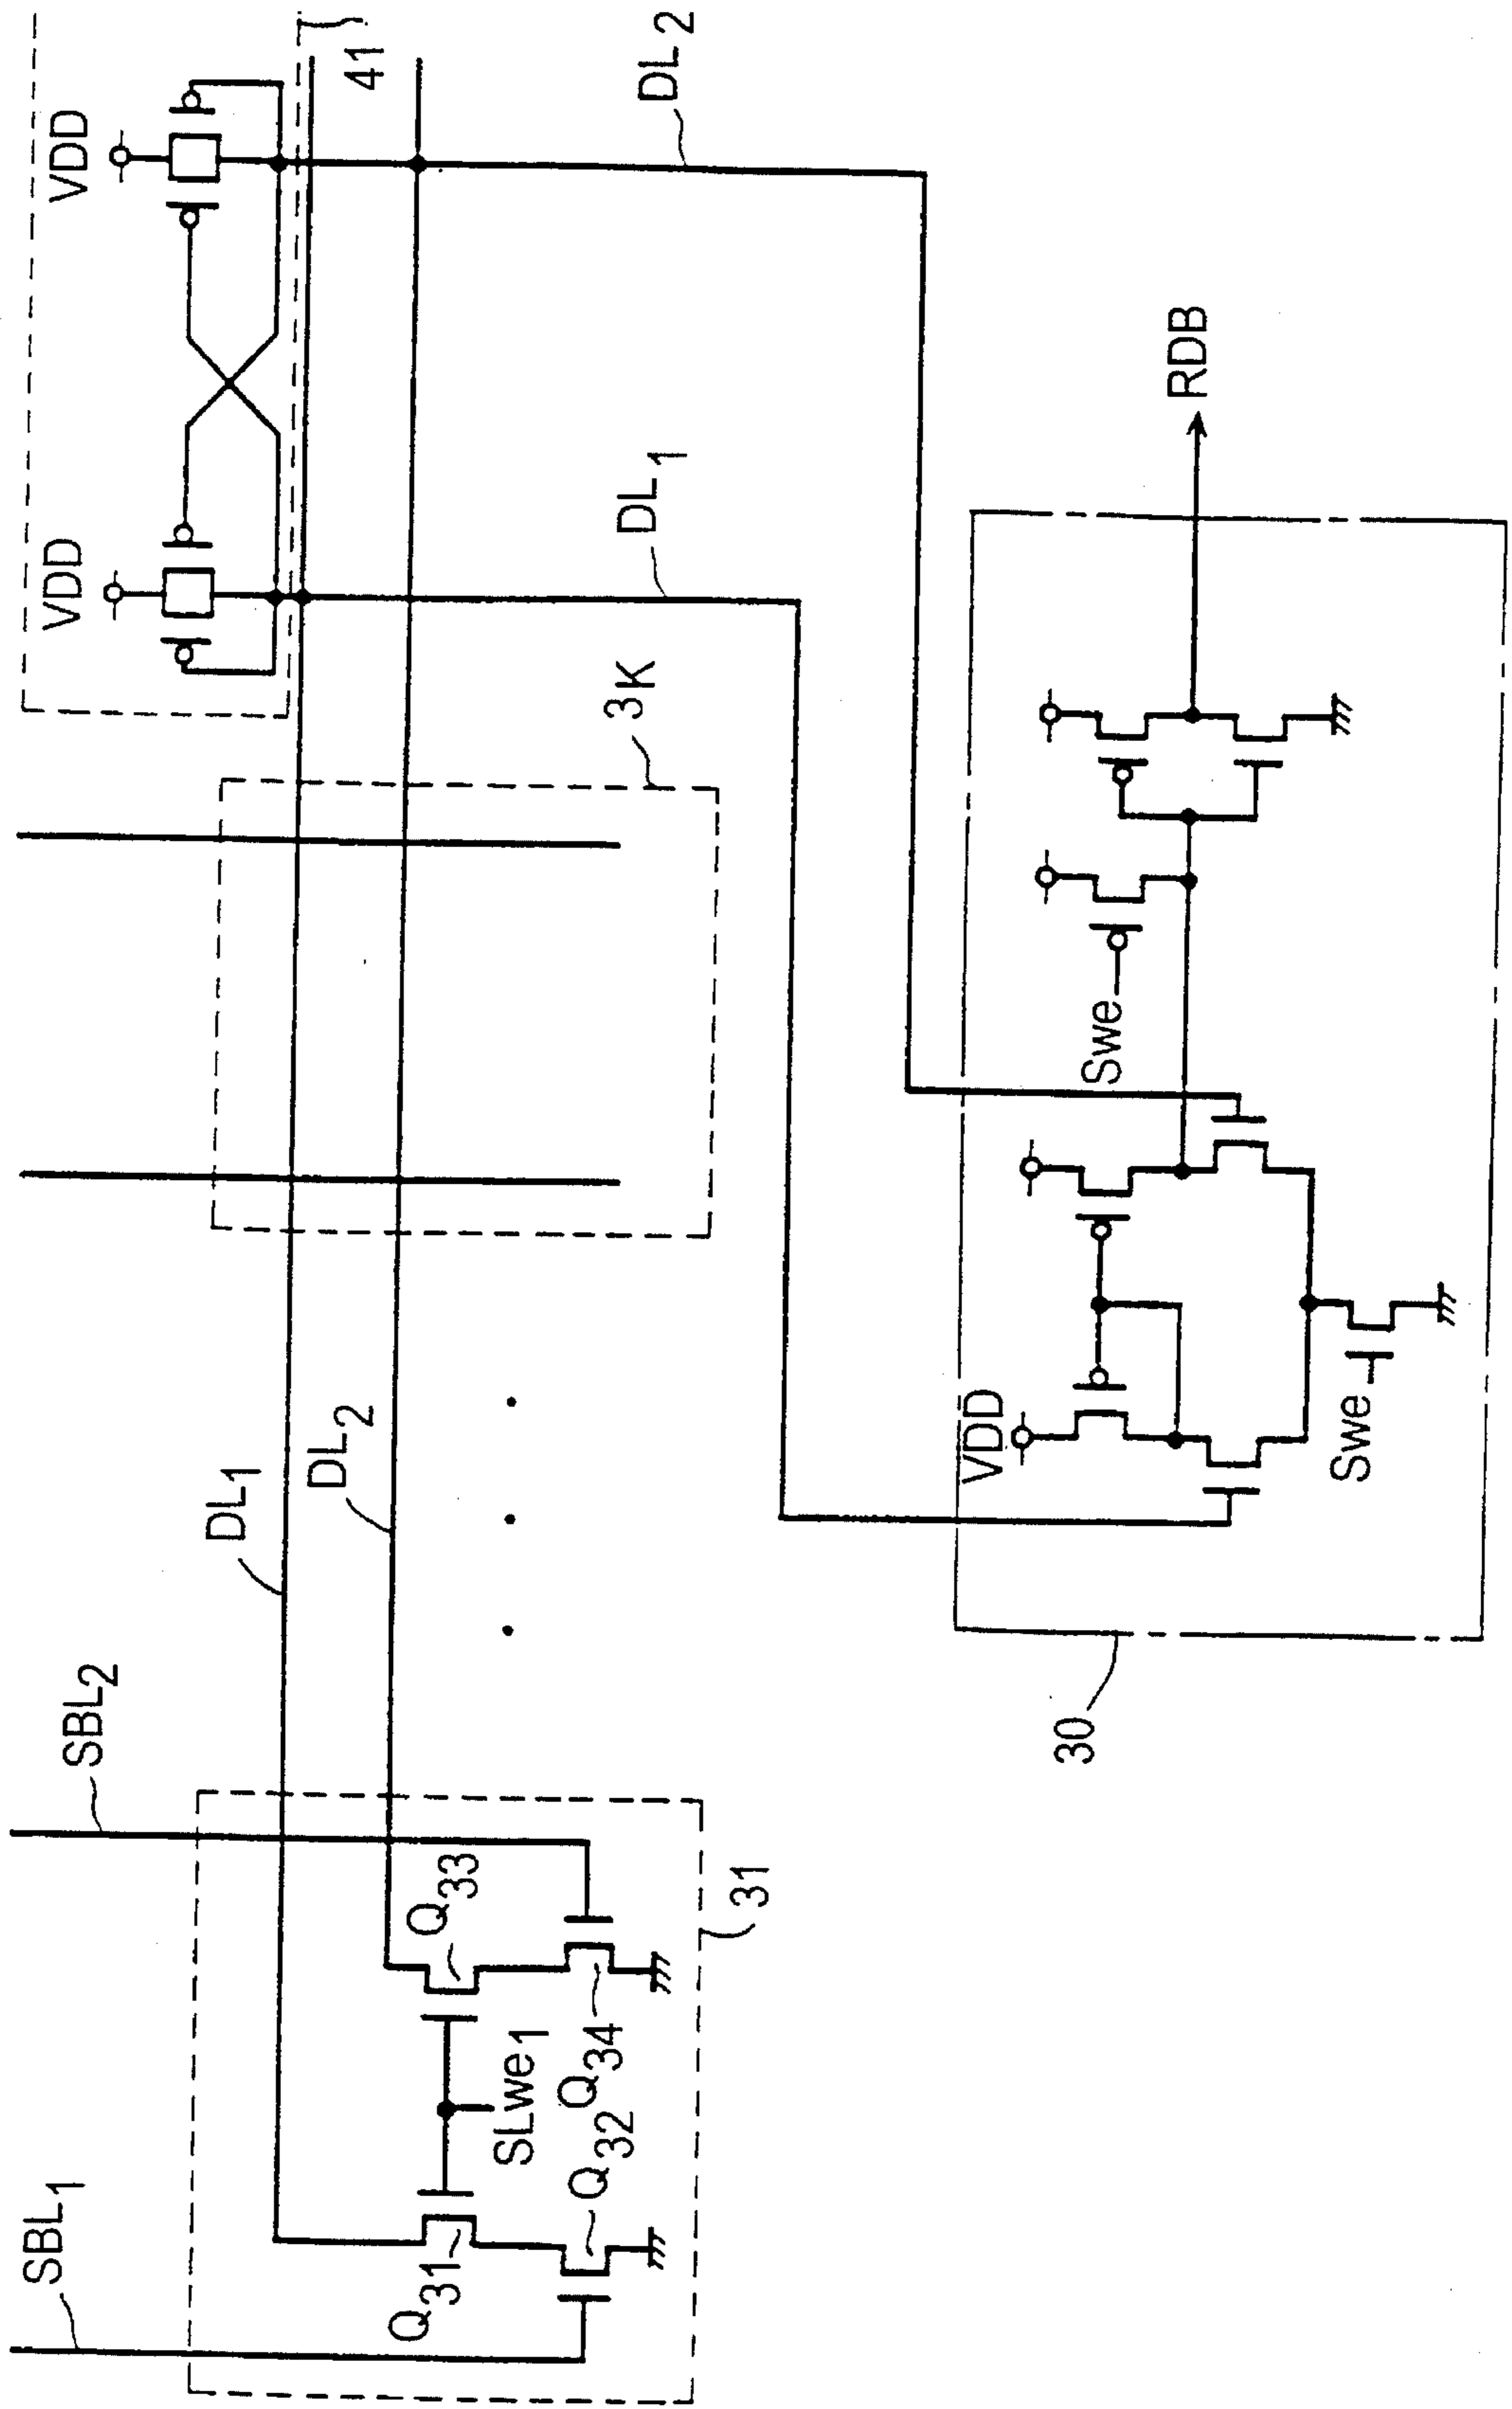 SBL1
SBL2
DL1
DL2
VDD
VDD
41
Q31
SLwe1
Q33
Q32
Q34
31
3K
DL1
DL2
30
VDD
Swe
Swe
RDB